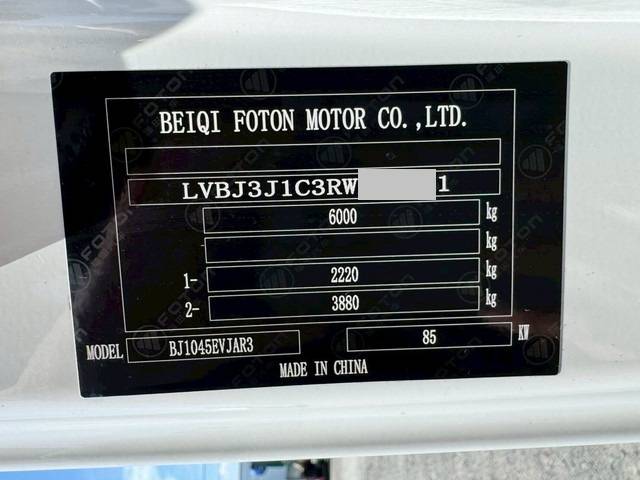 BEIQI FOTON MOTOR CO.,LTD.
LVBJ3J1C3RW 1
6000 kg
kg
1- 2220 kg
2- 3880 kg
MODEL BJ1045EVJAR3 85 KW
MADE IN CHINA
FOTON